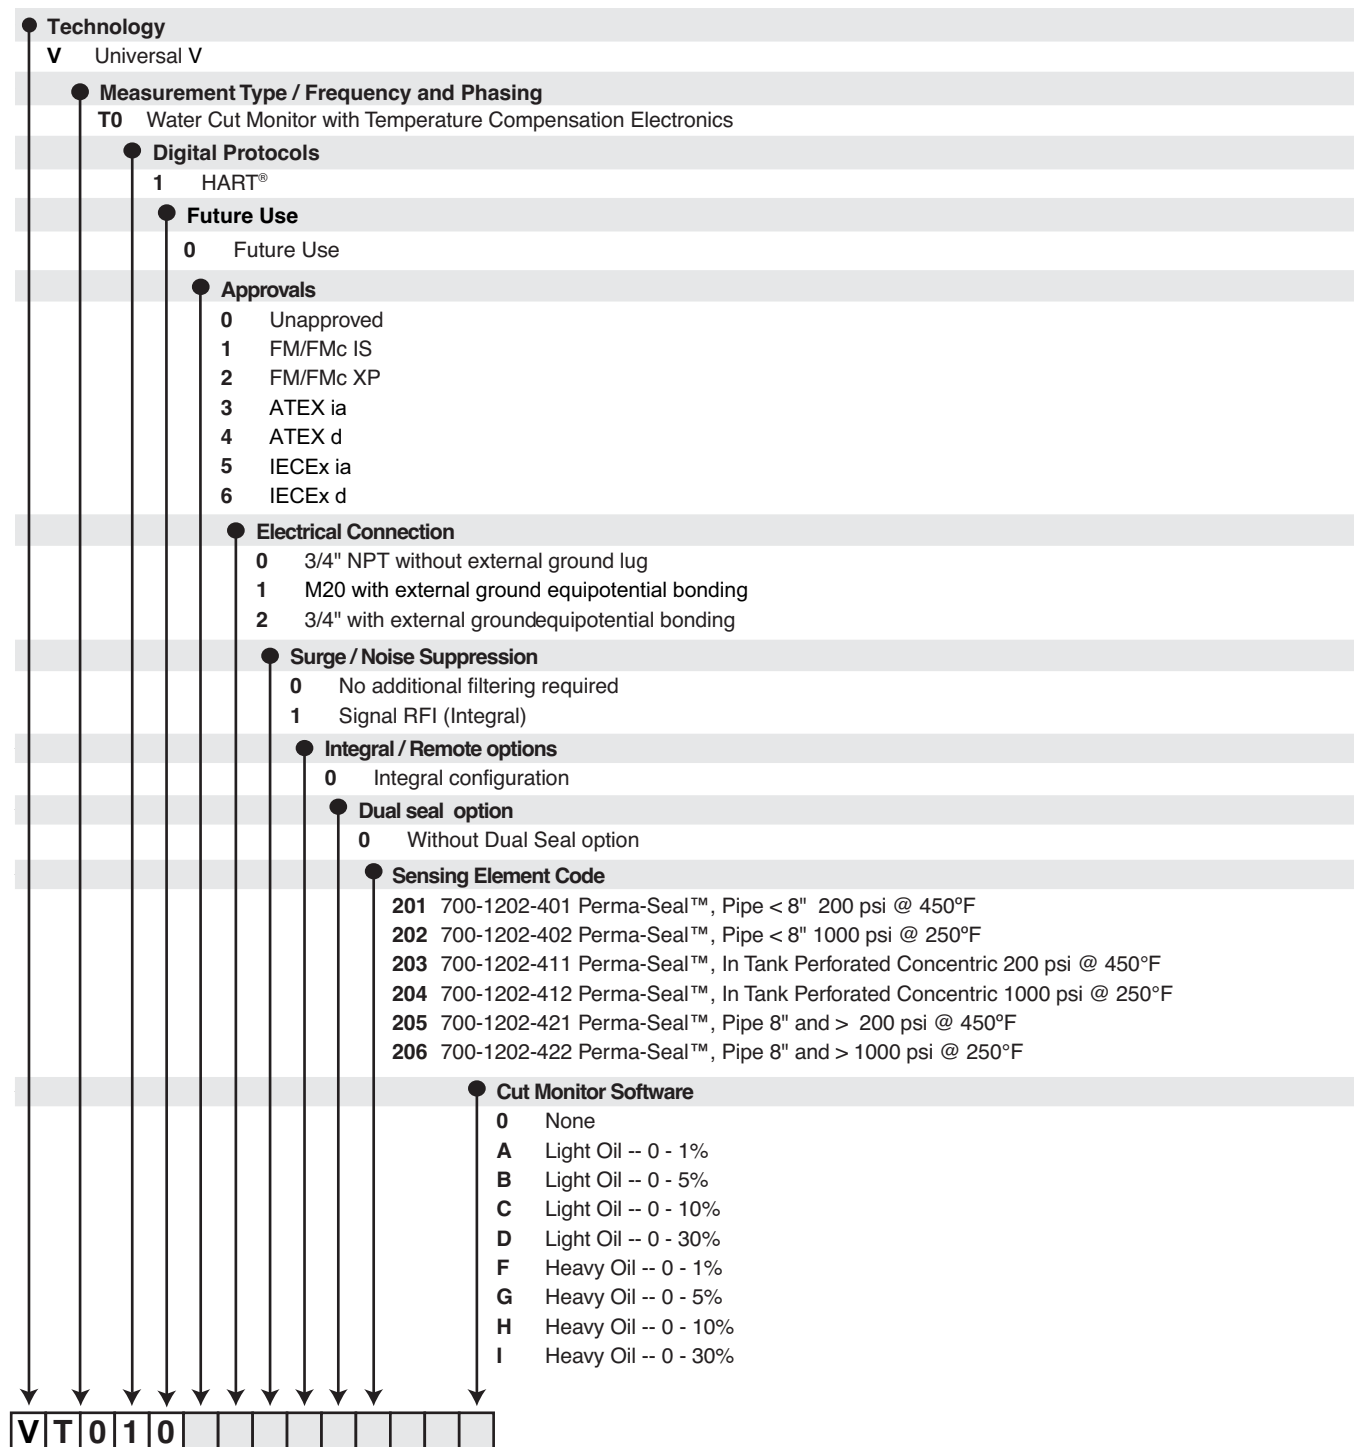 Technology
V Universal V
Measurement Type / Frequency and Phasing
T0 Water Cut Monitor with Temperature Compensation Electronics
Digital Protocols
1 HART®
Future Use
0 Future Use
Approvals
0 Unapproved
1 FM/FMc IS
2 FM/FMc XP
3 ATEX ia
4 ATEX d
5 IECEx ia
6 IECEx d
Electrical Connection
0 3/4" NPT without external ground lug
1 M20 with external ground equipotential bonding
2 3/4" with external groundequipotential bonding
Surge / Noise Suppression
0 No additional filtering required
1 Signal RFI (Integral)
Integral / Remote options
0 Integral configuration
Dual seal option
0 Without Dual Seal option
Sensing Element Code
201 700-1202-401 Perma-Seal™, Pipe < 8" 200 psi @ 450ºF
202 700-1202-402 Perma-Seal™, Pipe < 8" 1000 psi @ 250ºF
203 700-1202-411 Perma-Seal™, In Tank Perforated Concentric 200 psi @ 450°F
204 700-1202-412 Perma-Seal™, In Tank Perforated Concentric 1000 psi @ 250°F
205 700-1202-421 Perma-Seal™, Pipe 8" and > 200 psi @ 450ºF
206 700-1202-422 Perma-Seal™, Pipe 8" and > 1000 psi @ 250°F
Cut Monitor Software
0 None
A Light Oil -- 0 - 1%
B Light Oil -- 0 - 5%
C Light Oil -- 0 - 10%
D Light Oil -- 0 - 30%
F Heavy Oil -- 0 - 1%
G Heavy Oil -- 0 - 5%
H Heavy Oil -- 0 - 10%
I Heavy Oil -- 0 - 30%
V T 0 1 0